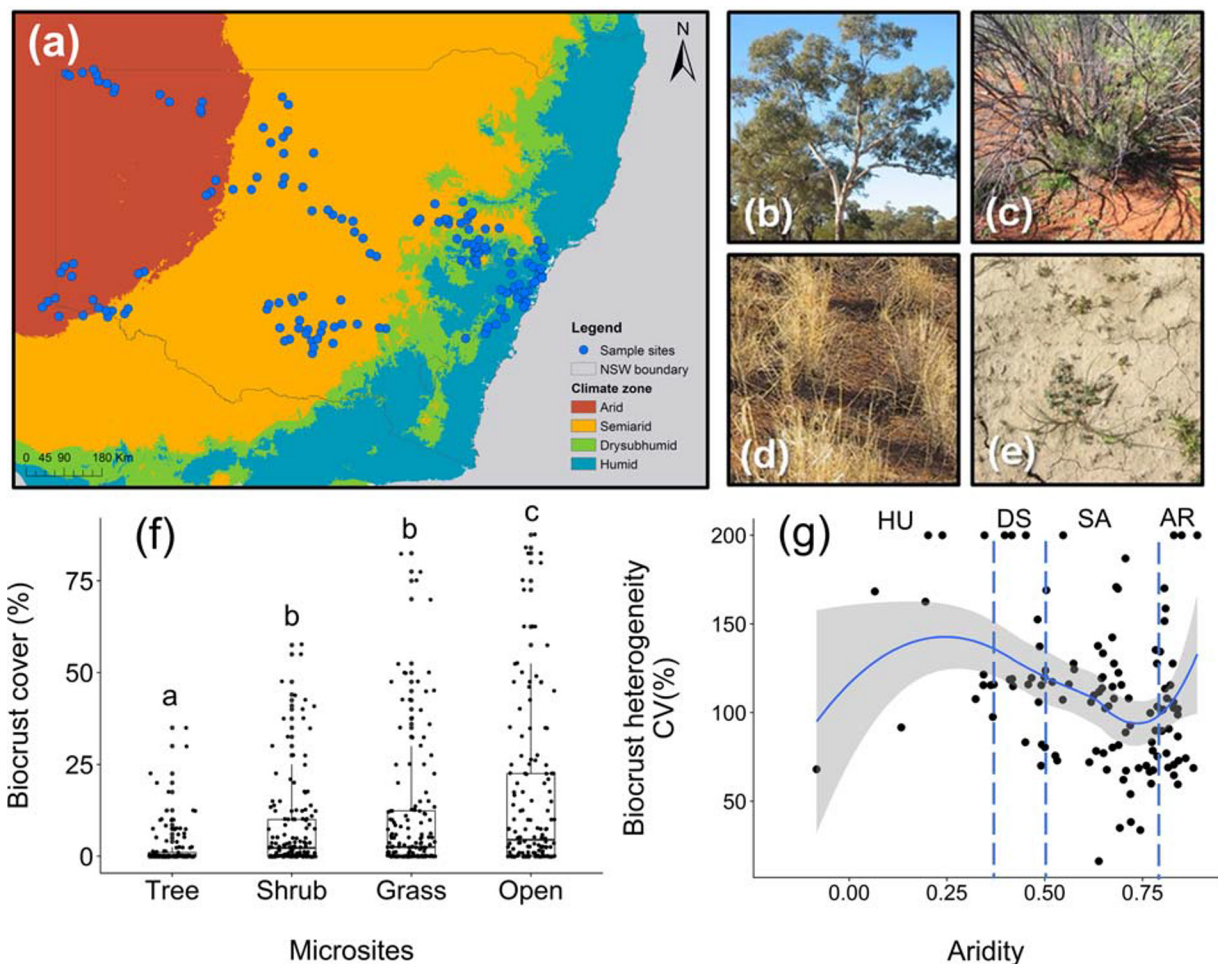 (a)
N
Legend
Sample sites
NSW boundary
Climate zone
Arid
Semiarid
Drysubhumid
Humid
0 45 90 180 Km
(b)
(c)
(d)
(e)
(f)
Biocrust cover (%)
75
50
25
0
a
b
b
c
Tree Shrub Grass Open
Microsites
(g)
HU DS SA AR
Biocrust heterogeneity
CV(%)
200
150
100
50
0.00 0.25 0.50 0.75
Aridity